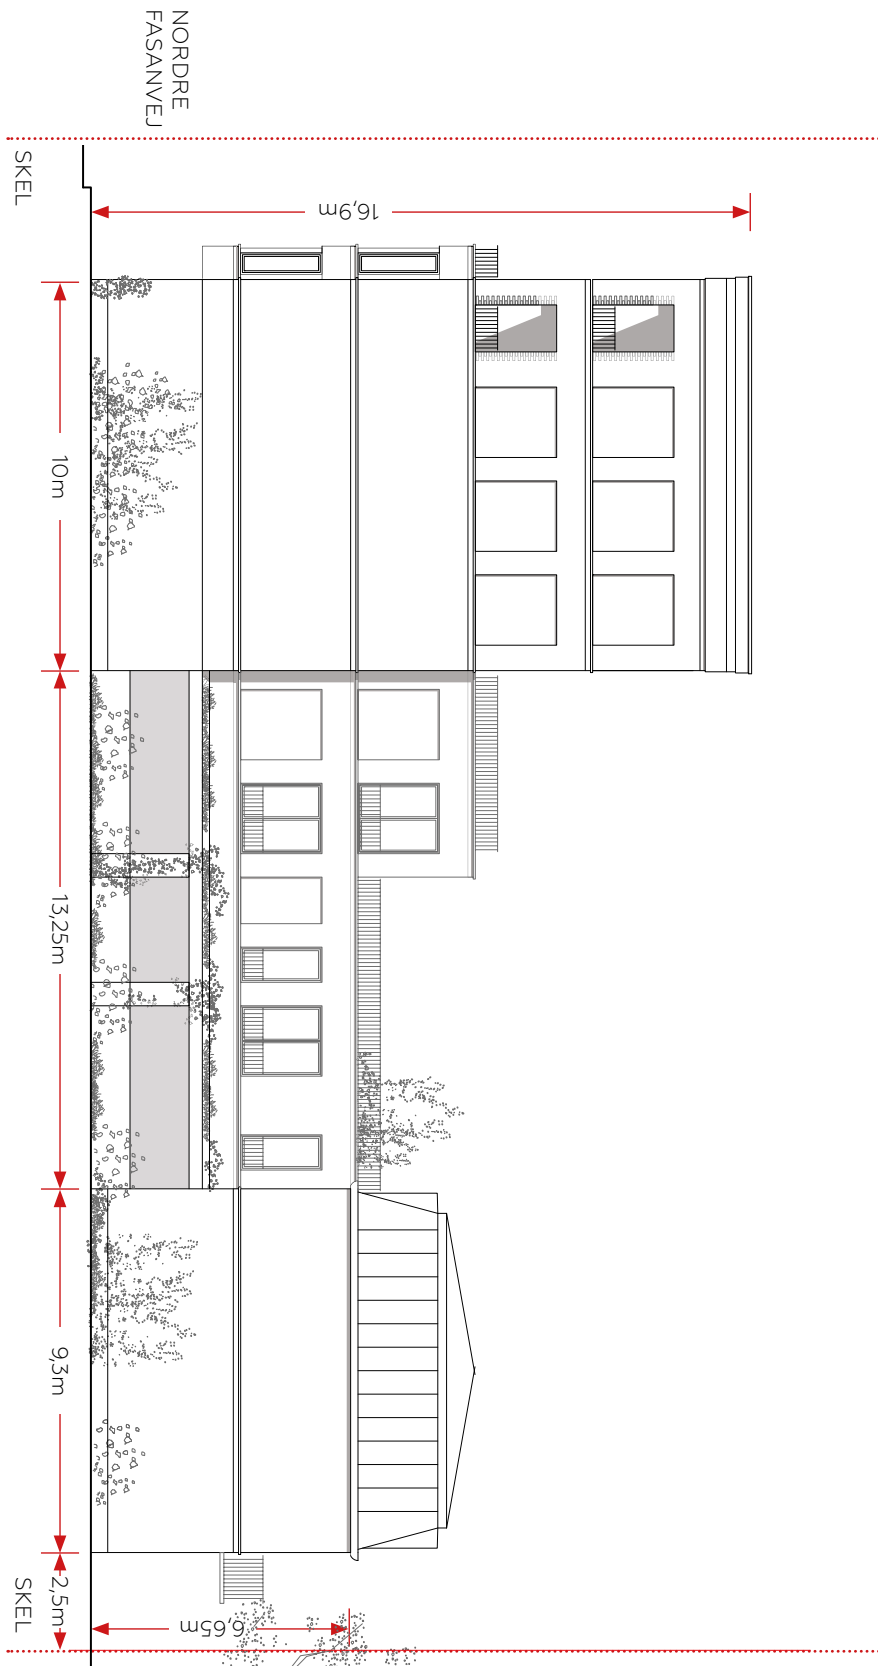 NORDRE
FASANVEJ
SKEL
16,9m
10m
13,25m
9,3m
2,5m
6,65m
SKEL